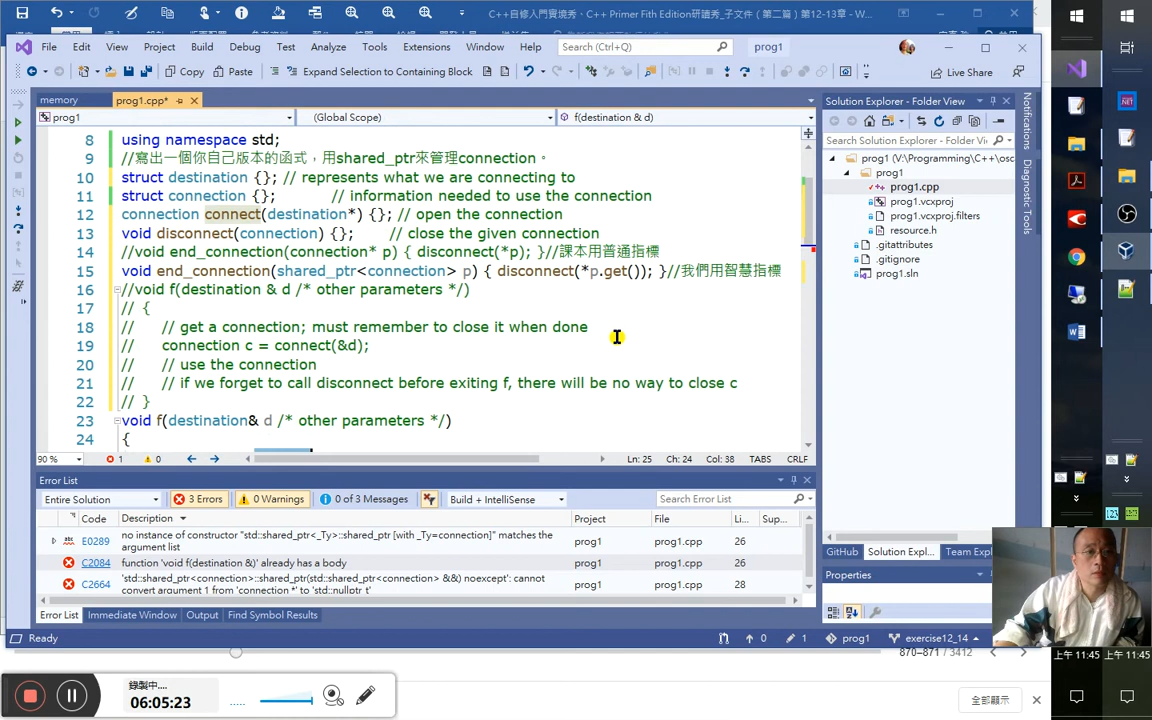 C++自修入門實境秀、C++ Primer Fith Edition研讀秀_子文件（第二篇）第12-13章 - W...
File Edit View Project Build Debug Test Analyze Tools Extensions Window Help Search (Ctrl+Q) prog1
Copy Paste Expand Selection to Containing Block Live Share
memory prog1.cpp*
prog1 (Global Scope) f(destination & d)
8 using namespace std;
9 //寫出一個你自己版本的函式，用shared_ptr來管理connection。
10 struct destination {}; // represents what we are connecting to
11 struct connection {}; // information needed to use the connection
12 connection connect(destination*) {}; // open the connection
13 void disconnect(connection) {}; // close the given connection
14 //void end_connection(connection* p) { disconnect(*p); }//課本用普通指標
15 void end_connection(shared_ptr<connection> p) { disconnect(*p.get()); }//我們用智慧指標
16 //void f(destination & d /* other parameters */)
17 // {
18 // // get a connection; must remember to close it when done
19 // connection c = connect(&d);
20 // // use the connection
21 // // if we forget to call disconnect before exiting f, there will be no way to close c
22 // }
23 void f(destination& d /* other parameters */)
24 {
90 % 1 0 Ln: 25 Ch: 24 Col: 38 TABS CRLF
Error List
Entire Solution 3 Errors 0 Warnings 0 of 3 Messages Build + IntelliSense Search Error List
Code Description Project File Li... Sup...
E0289 no instance of constructor "std::shared_ptr<_Ty>::shared_ptr [with _Ty=connection]" matches the argument list prog1 prog1.cpp 26
C2084 function 'void f(destination &)' already has a body prog1 prog1.cpp 26
C2664 'std::shared_ptr<connection>::shared_ptr(std::shared_ptr<connection> &&) noexcept': cannot convert argument 1 from 'connection *' to 'std::nullptr_t' prog1 prog1.cpp 28
Error List Immediate Window Output Find Symbol Results
Ready 0 1 prog1 exercise12_14
Solution Explorer - Folder View
Search Solution Explorer - Folder View
prog1 (V:\Programming\C++\osc
prog1
prog1.cpp
prog1.vcxproj
prog1.vcxproj.filters
resource.h
.gitattributes
.gitignore
prog1.sln
GitHub Solution Expl... Team Exp
Properties
Notifications
Diagnostic Tools
870–871 / 3412
上午 11:45 上午 11:45
錄製中....
06:05:23
全部顯示